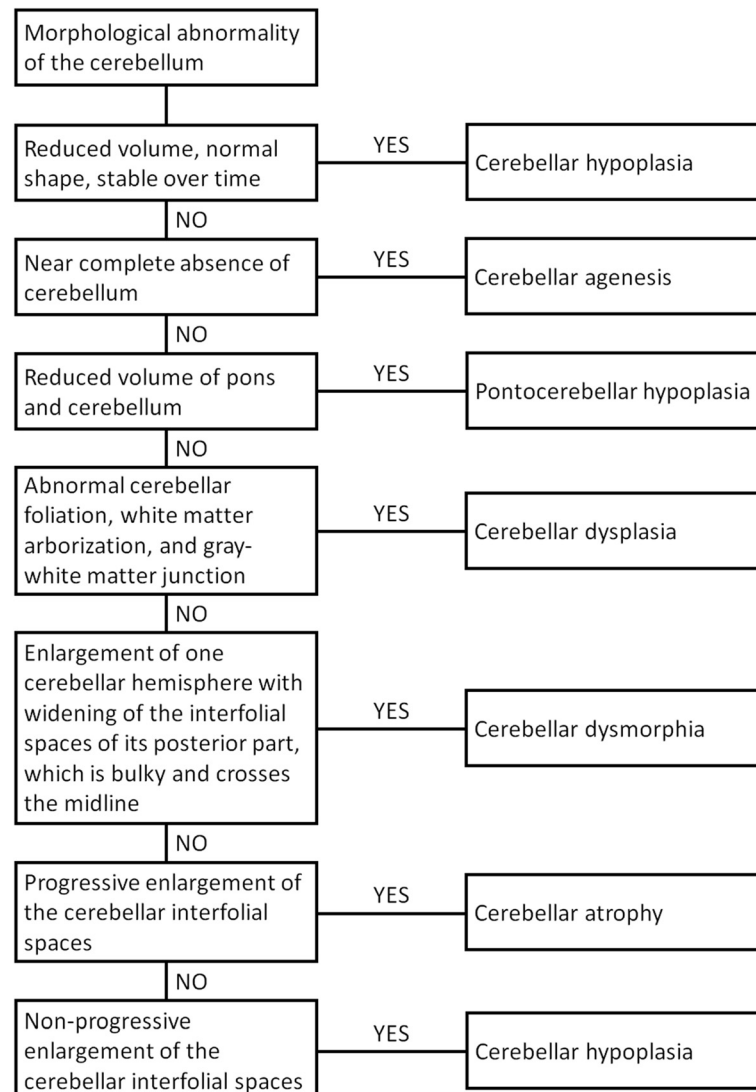 Morphological abnormality
of the cerebellum
Reduced volume, normal
shape, stable over time
YES
Cerebellar hypoplasia
NO
Near complete absence of
cerebellum
YES
Cerebellar agenesis
NO
Reduced volume of pons
and cerebellum
YES
Pontocerebellar hypoplasia
NO
Abnormal cerebellar
foliation, white matter
arborization, and gray-
white matter junction
YES
Cerebellar dysplasia
NO
Enlargement of one
cerebellar hemisphere with
widening of the interfolial
spaces of its posterior part,
which is bulky and crosses
the midline
YES
Cerebellar dysmorphia
NO
Progressive enlargement of
the cerebellar interfolial
spaces
YES
Cerebellar atrophy
NO
Non-progressive
enlargement of the
cerebellar interfolial spaces
YES
Cerebellar hypoplasia